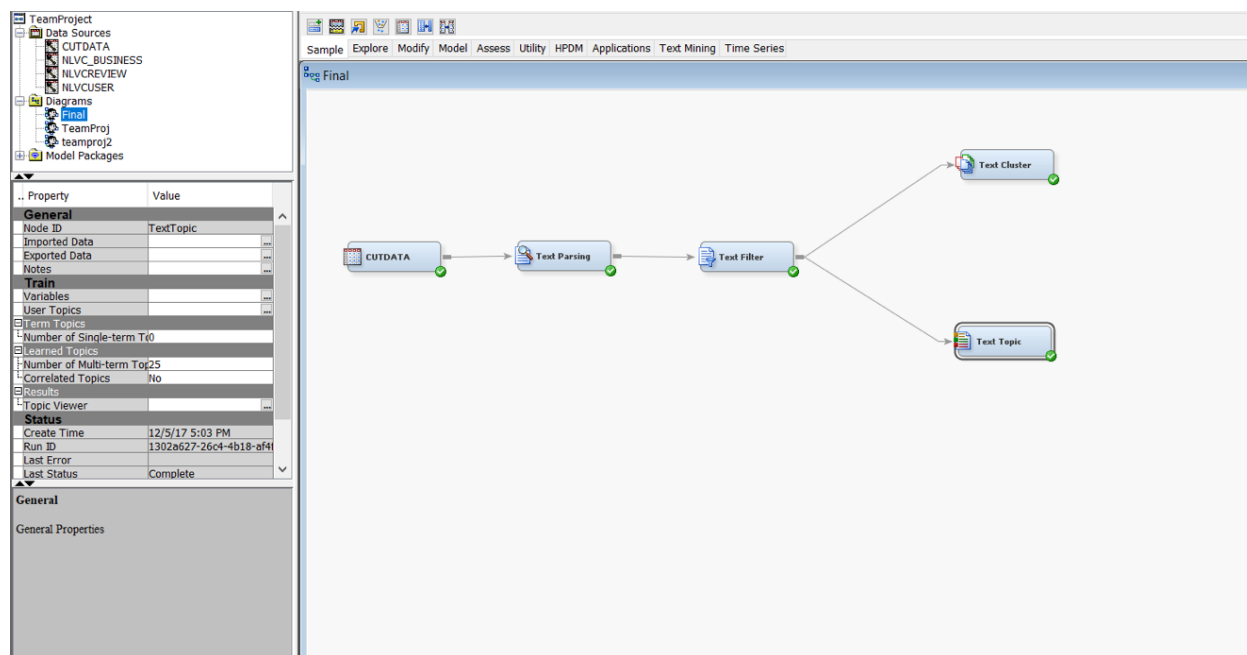 TeamProject
Data Sources
CUTDATA
NLVC_BUSINESS
NLVCREVIEW
NLVCUSER
Diagrams
Final
TeamProj
teamproj2
Model Packages
.. Property Value
General
Node ID TextTopic
Imported Data ...
Exported Data ...
Notes ...
Train
Variables ...
User Topics ...
Term Topics
Number of Single-term To 0
Learned Topics
Number of Multi-term Top 25
Correlated Topics No
Results
Topic Viewer ...
Status
Create Time 12/5/17 5:03 PM
Run ID 1302a627-26c4-4b18-af4f
Last Error
Last Status Complete
General
General Properties
Sample Explore Modify Model Assess Utility HPDM Applications Text Mining Time Series
Final
Text Cluster
CUTDATA Text Parsing Text Filter
Text Topic